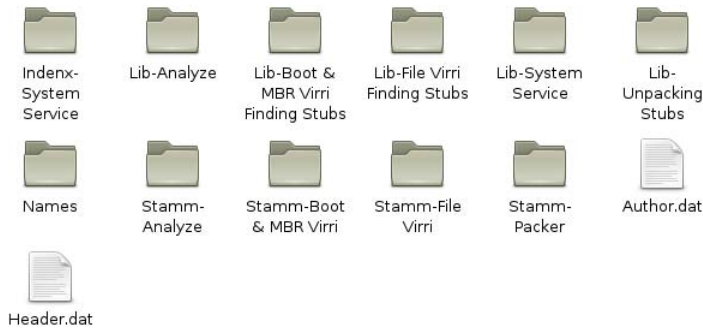 Indenx-
System
Service
Lib-Analyze
Lib-Boot &
MBR Virri
Finding Stubs
Lib-File Virri
Finding Stubs
Lib-System
Service
Lib-
Unpacking
Stubs
Names
Stamm-
Analyze
Stamm-Boot
& MBR Virri
Stamm-File
Virri
Stamm-
Packer
Author.dat
Header.dat